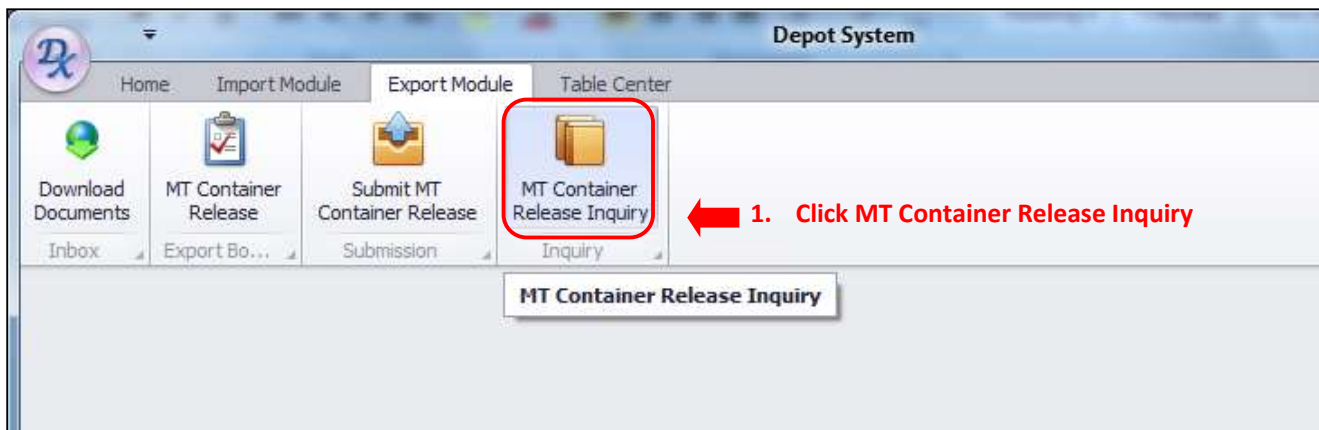 Depot System
DX
Home Import Module Export Module Table Center
Download Documents
MT Container Release
Submit MT Container Release
MT Container Release Inquiry
1. Click MT Container Release Inquiry
Inbox Export Bo... Submission Inquiry
MT Container Release Inquiry